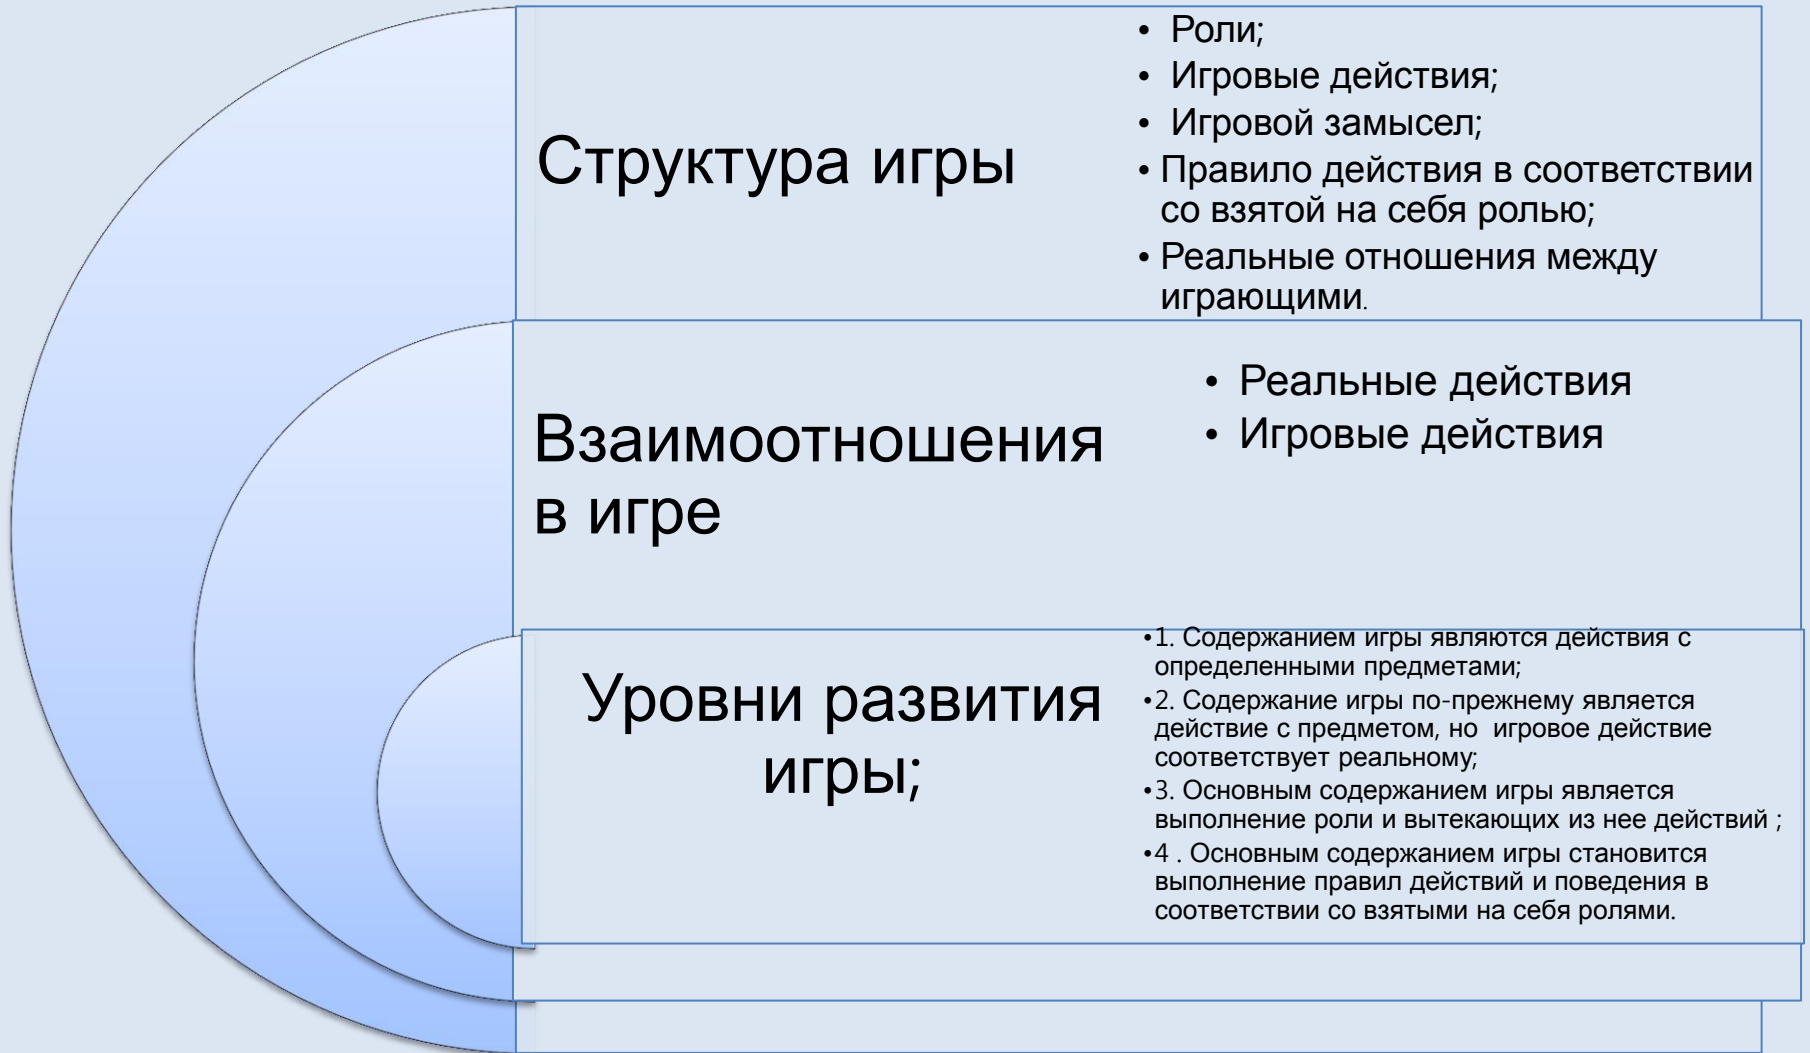 Структура игры
• Роли;
• Игровые действия;
• Игровой замысел;
• Правило действия в соответствии
со взятой на себя ролью;
• Реальные отношения между
играющими.
Взаимоотношения
в игре
• Реальные действия
• Игровые действия
Уровни развития
игры;
•1. Содержанием игры являются действия с
определенными предметами;
•2. Содержание игры по-прежнему является
действие с предметом, но игровое действие
соответствует реальному;
•3. Основным содержанием игры является
выполнение роли и вытекающих из нее действий ;
•4 . Основным содержанием игры становится
выполнение правил действий и поведения в
соответствии со взятыми на себя ролями.